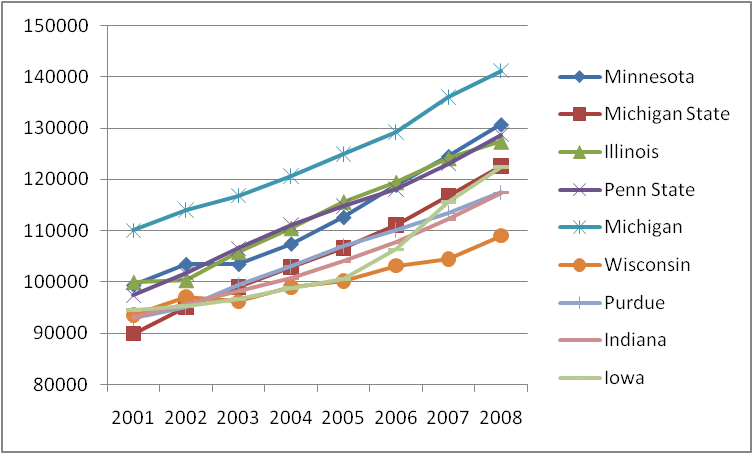 150000
140000
130000
120000
110000
100000
90000
80000
2001 2002 2003 2004 2005 2006 2007 2008
Minnesota
Michigan State
Illinois
Penn State
Michigan
Wisconsin
Purdue
Indiana
Iowa